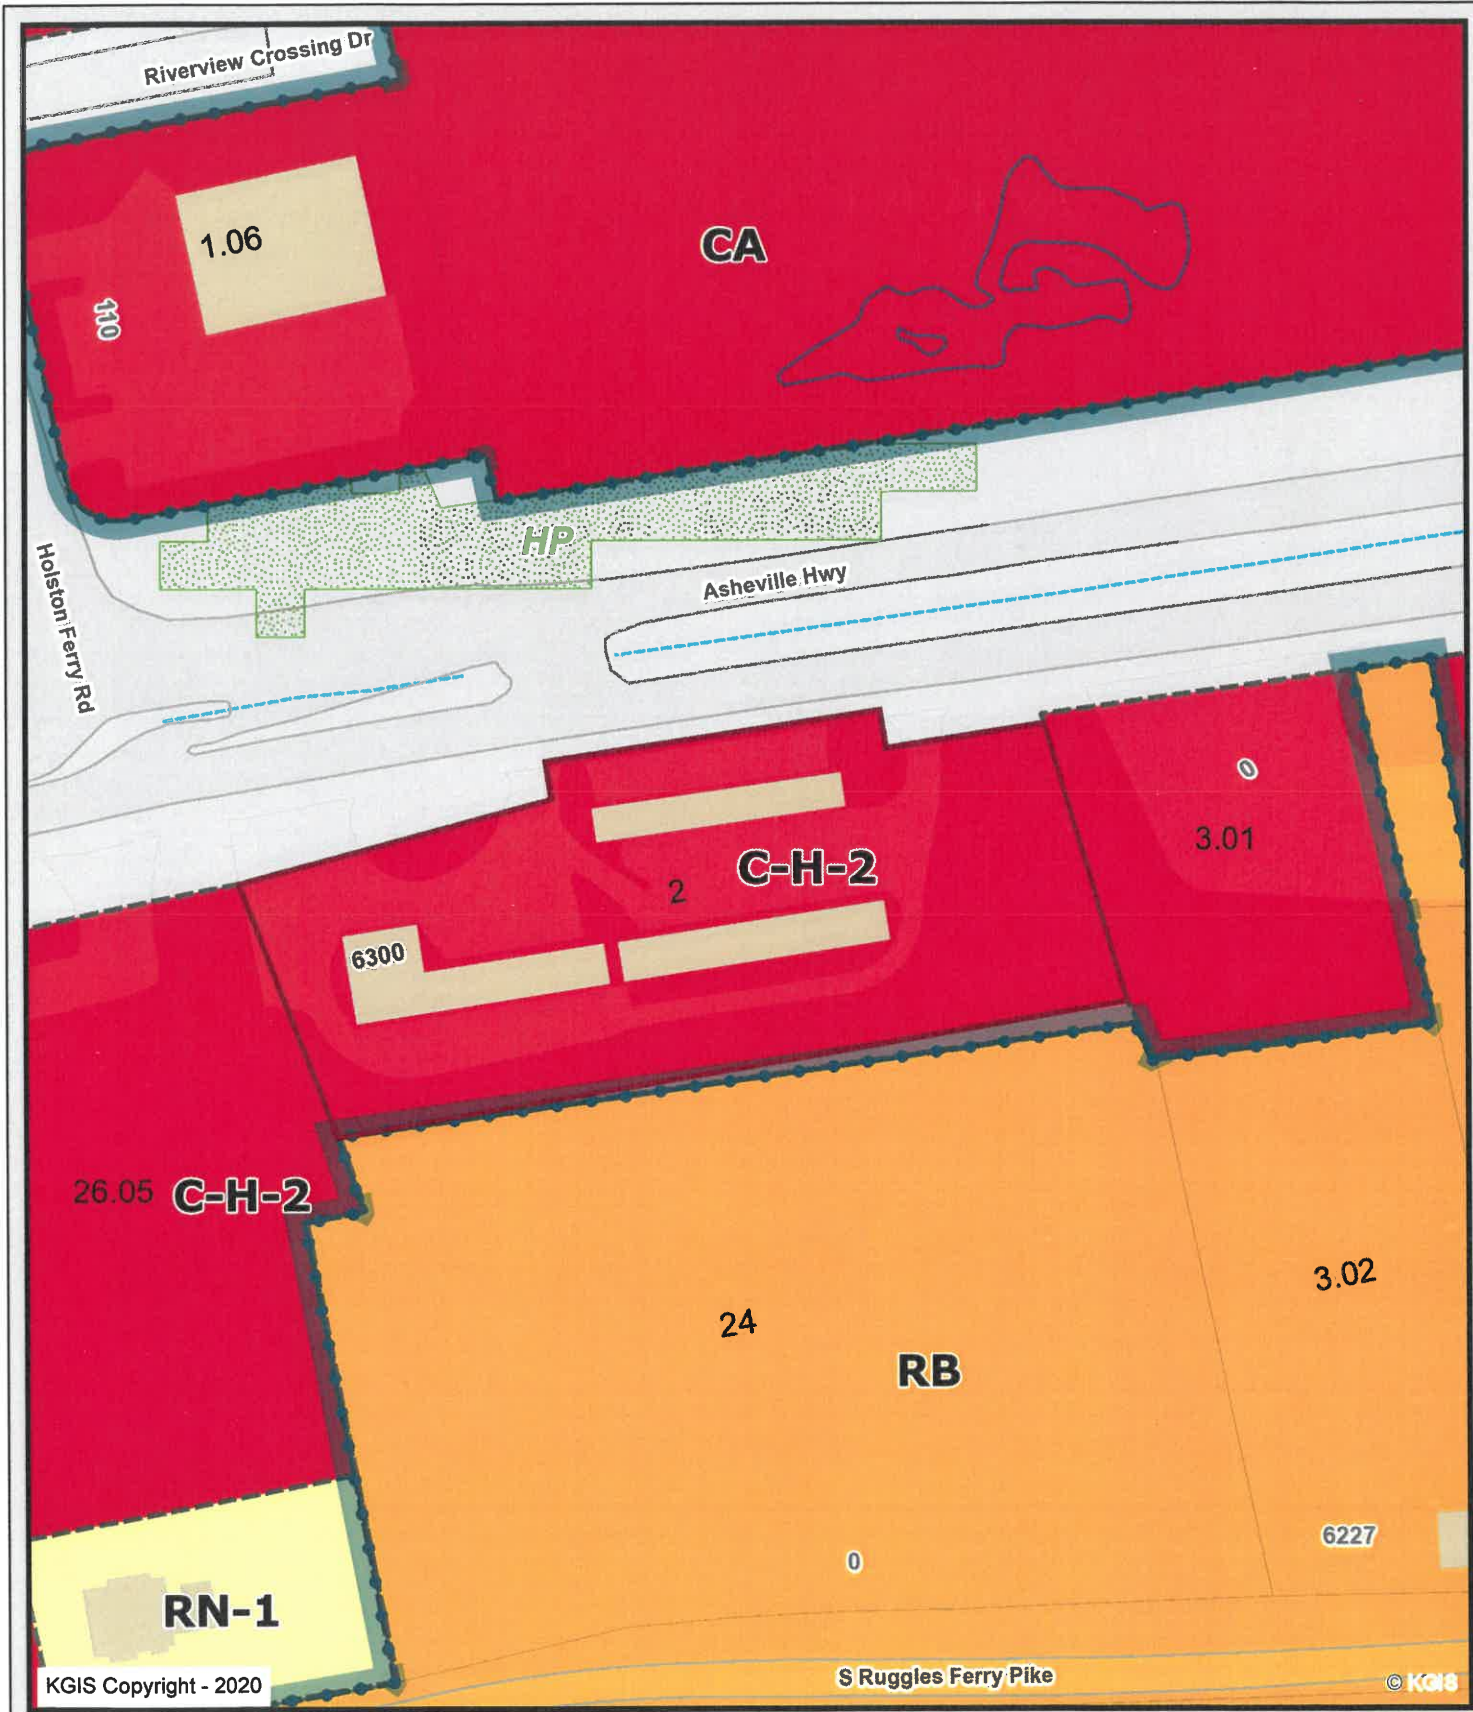 Riverview Crossing Dr
1.06
CA
110
HP
Asheville Hwy
Holston Ferry Rd
0
3.01
C-H-2
2
6300
26.05
C-H-2
3.02
24
RB
6227
0
RN-1
S Ruggles Ferry Pike
KGIS Copyright - 2020
© KGIS